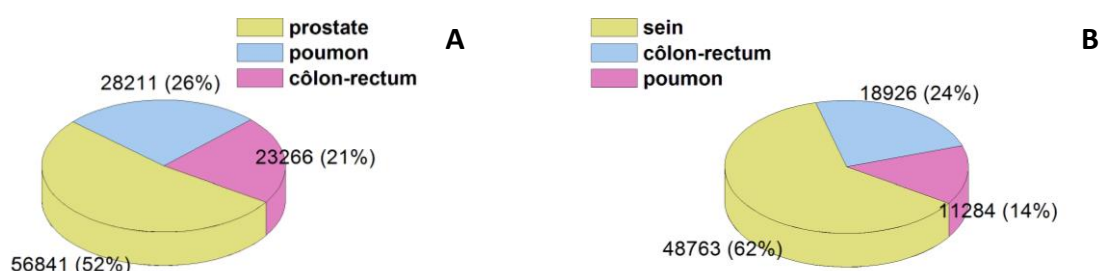 prostate
poumon
côlon-rectum
A
28211 (26%)
23266 (21%)
56841 (52%)
sein
côlon-rectum
poumon
B
18926 (24%)
11284 (14%)
48763 (62%)